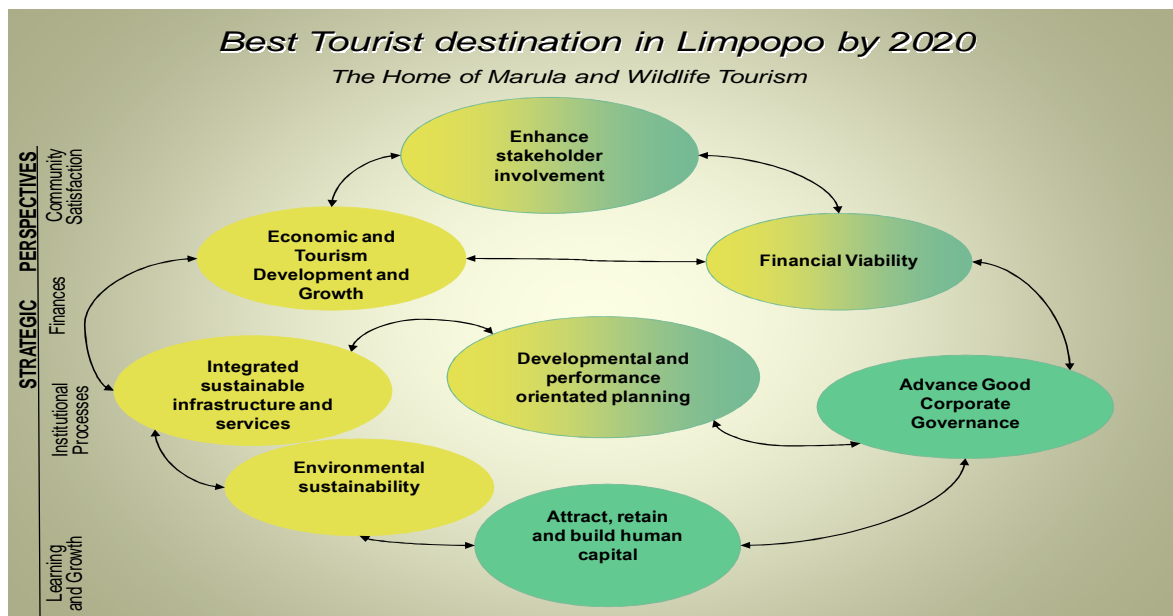 Best Tourist destination in Limpopo by 2020
The Home of Marula and Wildlife Tourism
STRATEGIC PERSPECTIVES
Community
Satisfaction
Finances
Institutional
Processes
Learning
and Growth
Enhance
stakeholder
involvement
Economic and
Tourism
Development and
Growth
Financial Viability
Integrated
sustainable
infrastructure and
services
Developmental and
performance
orientated planning
Advance Good
Corporate
Governance
Environmental
sustainability
Attract, retain
and build human
capital